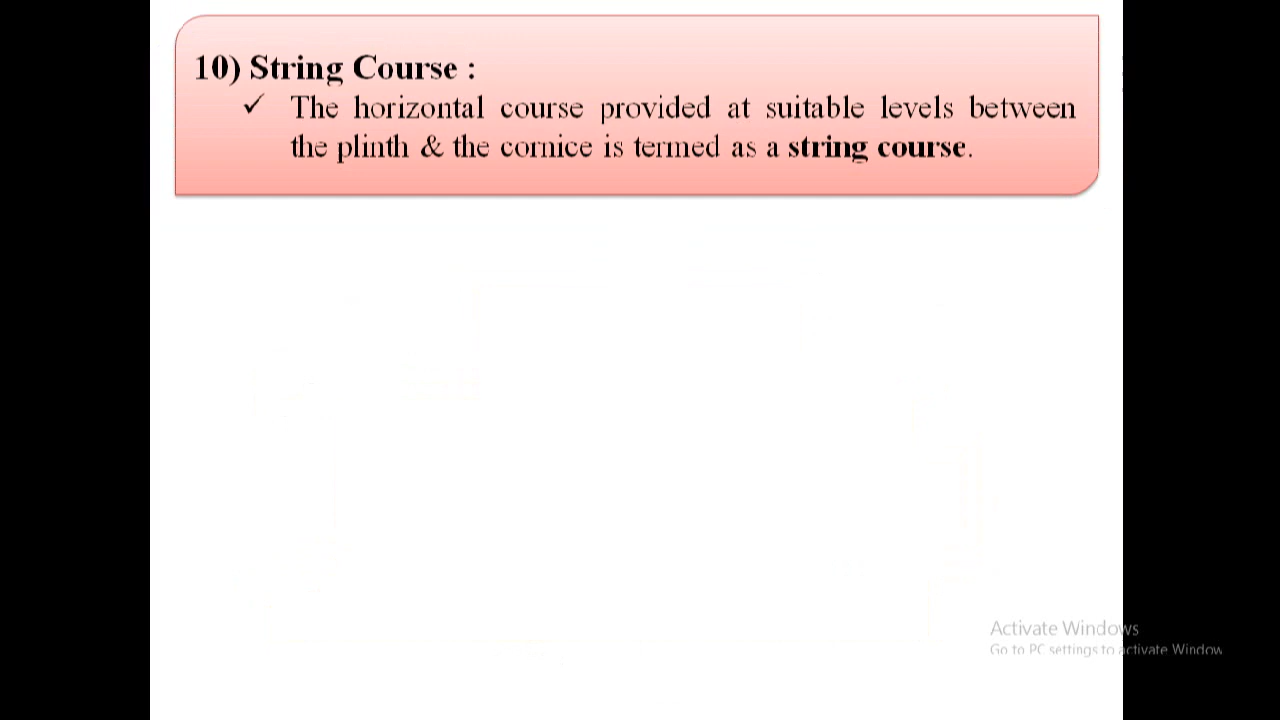 10) String Course :
✓ The horizontal course provided at suitable levels between
the plinth & the cornice is termed as a string course.
Activate Windows
Go to PC settings to activate Window